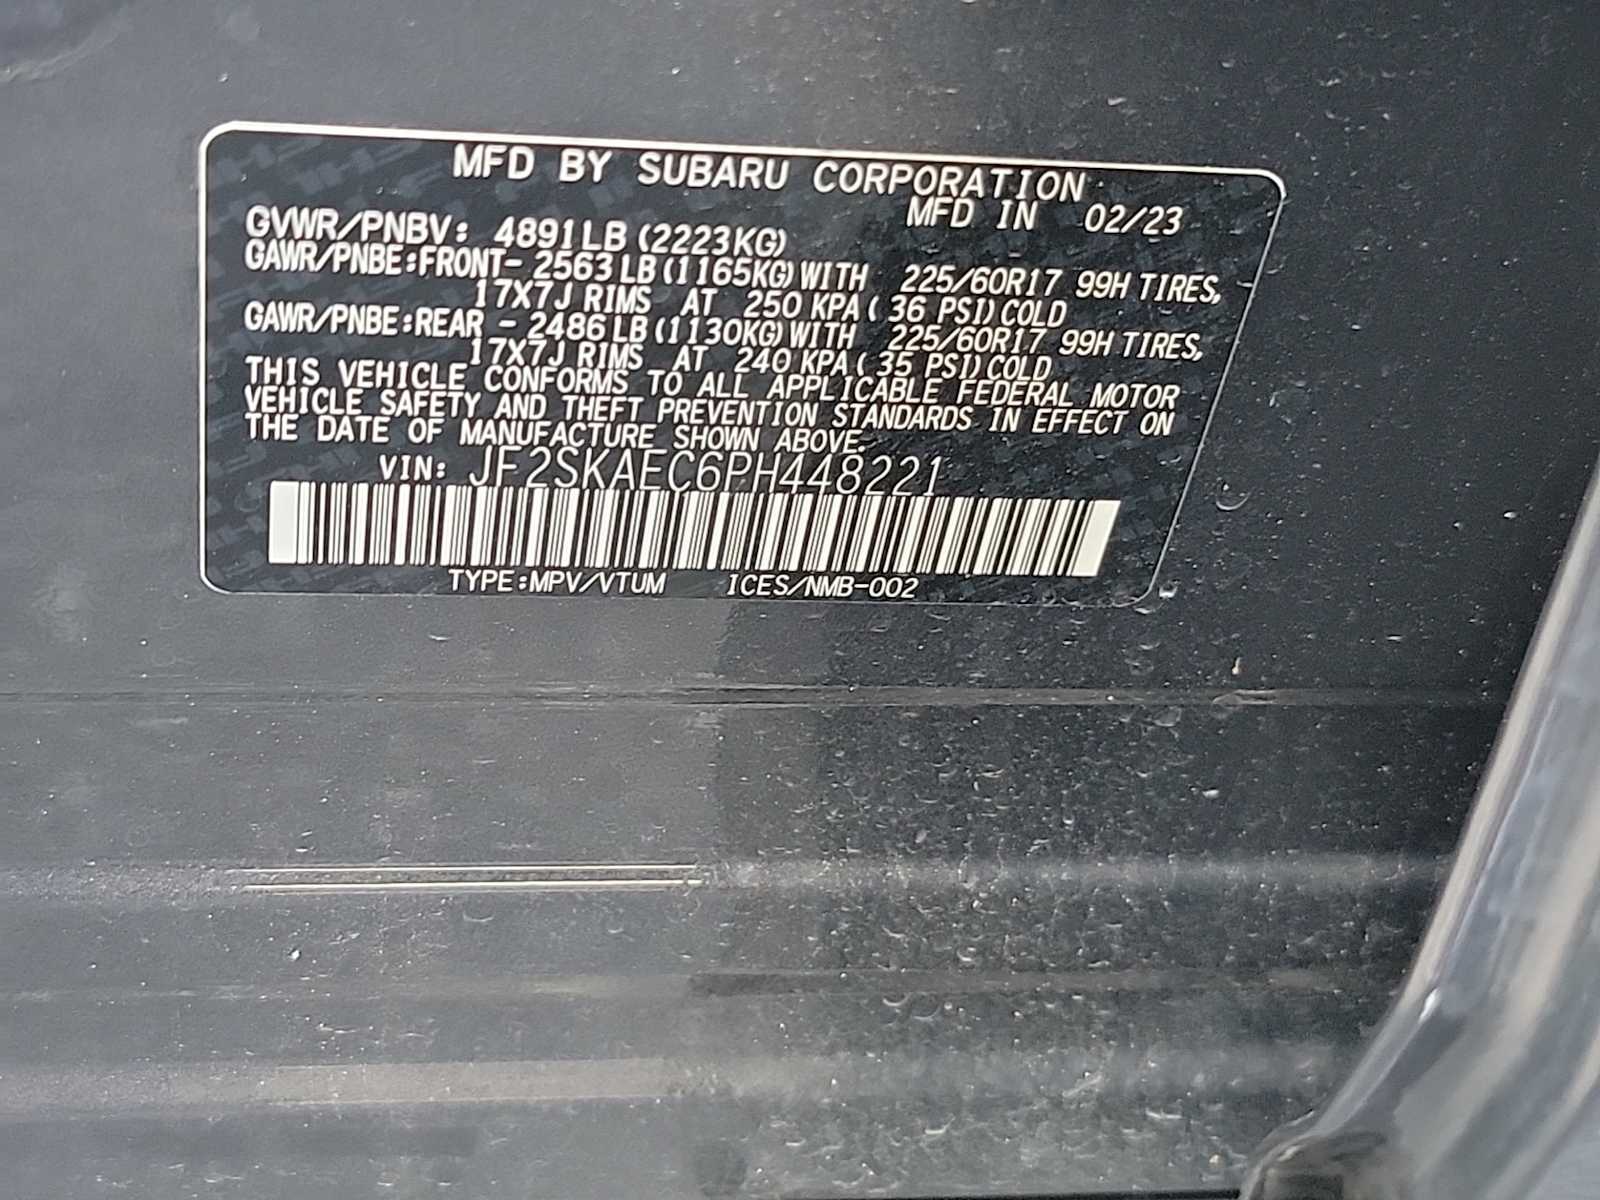 MFD BY SUBARU CORPORATION
MFD IN 02/23
GVWR/PNBV: 4891LB (2223KG)
GAWR/PNBE:FRONT- 2563LB(1165KG)WITH 225/60R17 99H TIRES,
17X7J RIMS AT 250 KPA( 36 PSI)COLD
GAWR/PNBE:REAR - 2486LB(1130KG)WITH 225/60R17 99H TIRES,
17X7J RIMS AT 240 KPA( 35 PSI)COLD
THIS VEHICLE CONFORMS TO ALL APPLICABLE FEDERAL MOTOR
VEHICLE SAFETY AND THEFT PREVENTION STANDARDS IN EFFECT ON
THE DATE OF MANUFACTURE SHOWN ABOVE.
VIN: JF2SKAEC6PH448221
TYPE:MPV/VTUM ICES/NMB-002